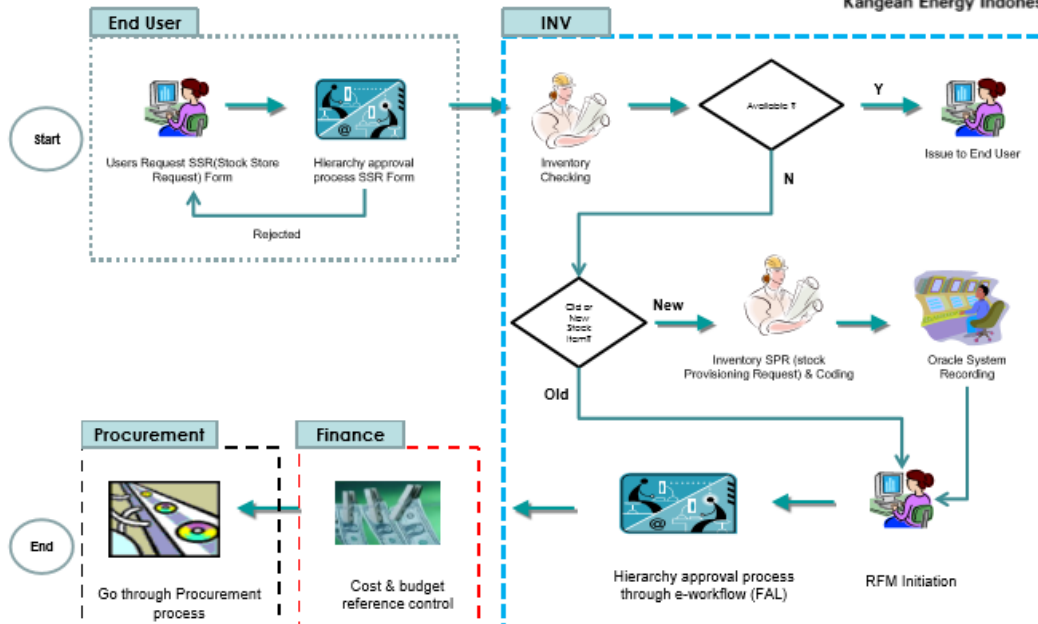 Kangean Energy Indones
End User
INV
Start
Users Request SSR(Stock Store
Request) Form
Hierarchy approval
process SSR Form
Rejected
Inventory
Checking
Available ?
Y
Issue to End User
N
Old or
New
Stock
Item?
New
Inventory SPR (stock
Provisioning Request) & Coding
Oracle System
Recording
Old
Procurement
Finance
End
Go through Procurement
process
Cost & budget
reference control
@
Hierarchy approval process
through e-workflow (FAL)
RFM Initiation